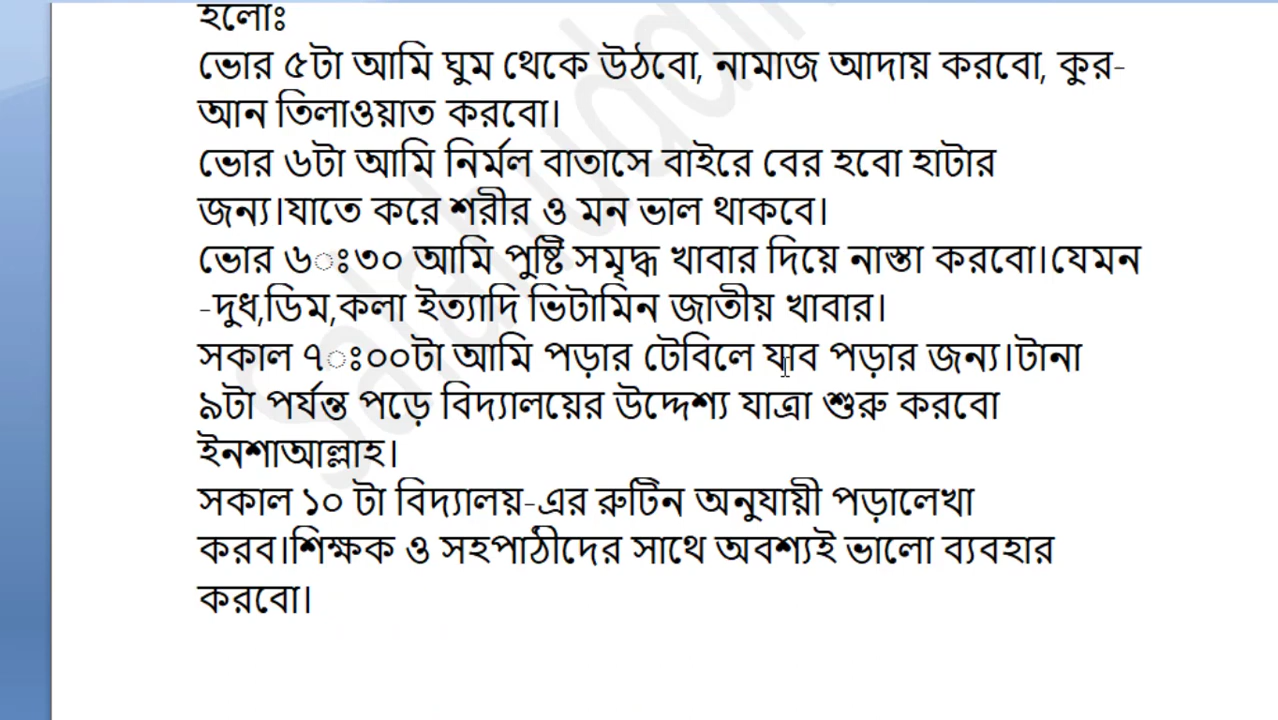 হলোঃ
ভোর ৫টা আমি ঘুম থেকে উঠবো, নামাজ আদায় করবো, কুর-
আন তিলাওয়াত করবো।
ভোর ৬টা আমি নির্মল বাতাসে বাইরে বের হবো হাটার
জন্য।যাতে করে শরীর ও মন ভাল থাকবে।
ভোর ৬ঃ৩০ আমি পুষ্টি সমৃদ্ধ খাবার দিয়ে নাস্তা করবো।যেমন
-দুধ,ডিম,কলা ইত্যাদি ভিটামিন জাতীয় খাবার।
সকাল ৭ঃ০০টা আমি পড়ার টেবিলে যাব পড়ার জন্য।টানা
৯টা পর্যন্ত পড়ে বিদ্যালয়ের উদ্দেশ্য যাত্রা শুরু করবো
ইনশাআল্লাহ।
সকাল ১০ টা বিদ্যালয়-এর রুটিন অনুযায়ী পড়ালেখা
করব।শিক্ষক ও সহপাঠীদের সাথে অবশ্যই ভালো ব্যবহার
করবো।
Salahuddin